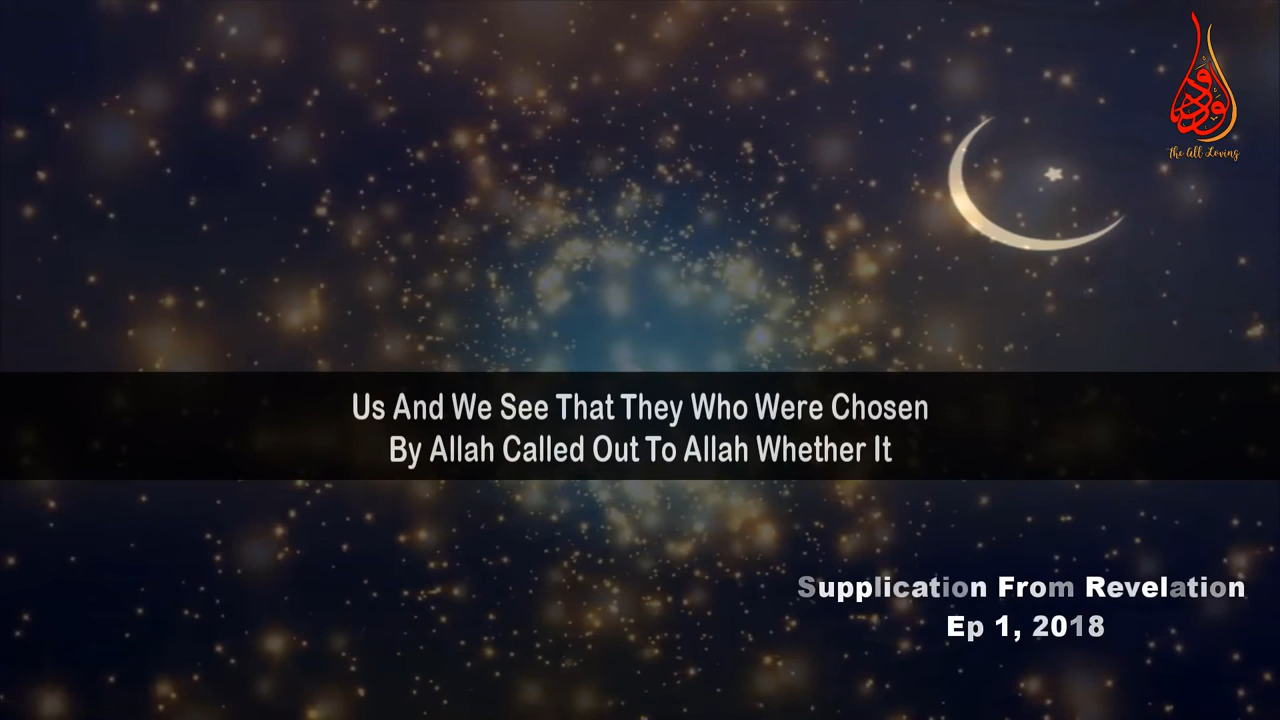 الودود
The All Loving
Us And We See That They Who Were Chosen
By Allah Called Out To Allah Whether It
Supplication From Revelation
Ep 1, 2018